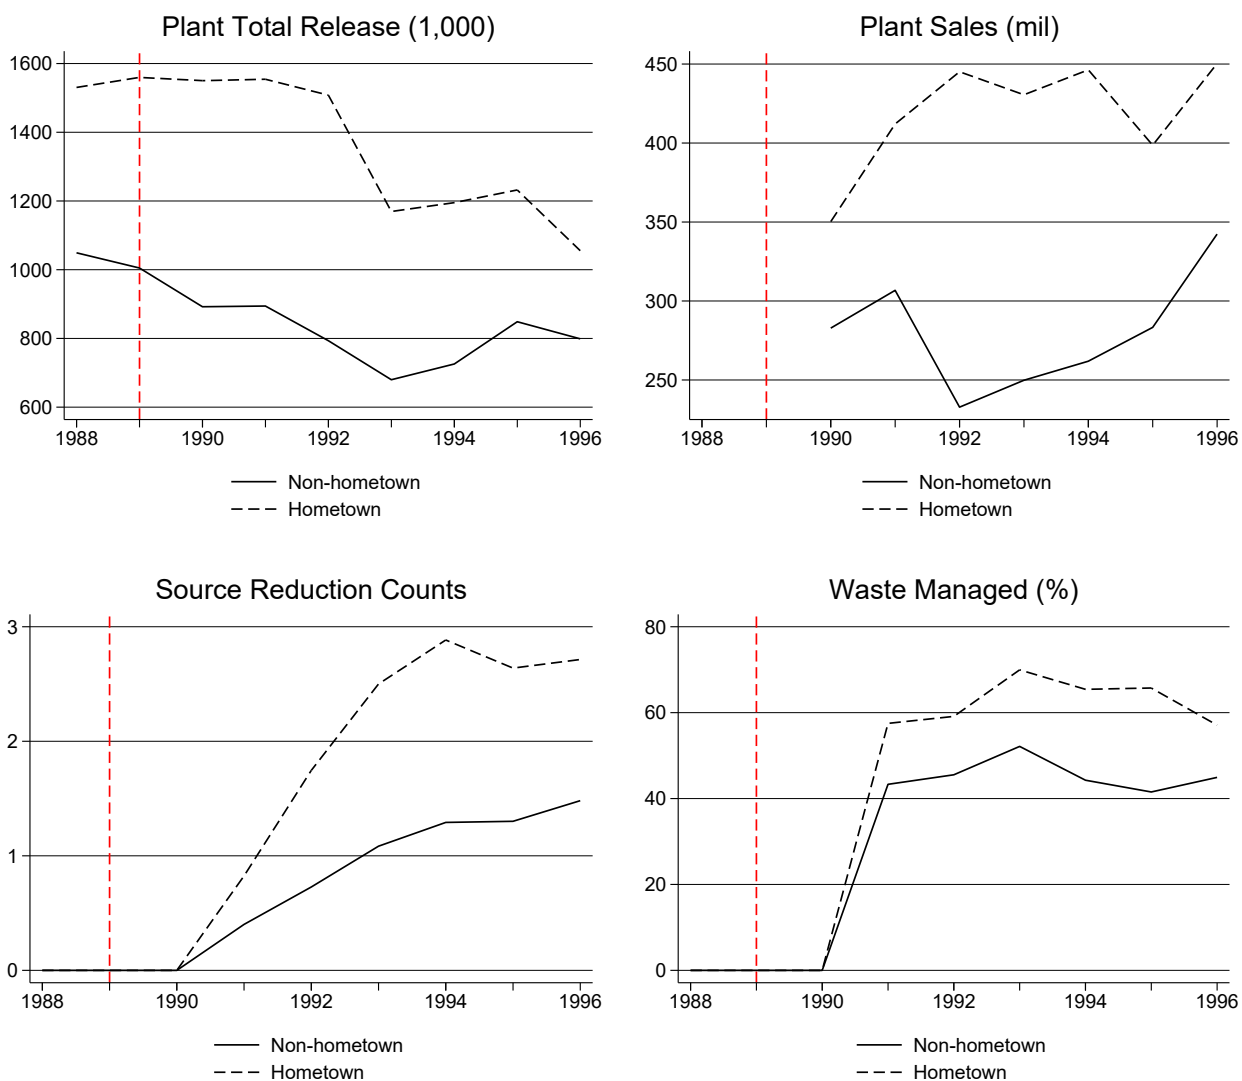 Plant Total Release (1,000)
1600
1400
1200
1000
800
600
1988 1990 1992 1994 1996
Non-hometown
Hometown
Plant Sales (mil)
450
400
350
300
250
1988 1990 1992 1994 1996
Non-hometown
Hometown
Source Reduction Counts
3
2
1
0
1988 1990 1992 1994 1996
Non-hometown
Hometown
Waste Managed (%)
80
60
40
20
0
1988 1990 1992 1994 1996
Non-hometown
Hometown